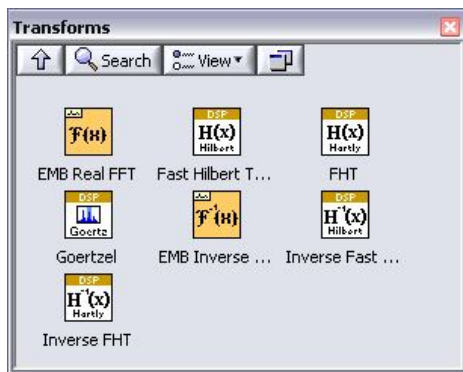 Transforms
Search View
DSP DSP
F(x) H(x) H(x)
Hilbert Hartly
EMB Real FFT Fast Hilbert T... FHT
DSP DSP
F⁻¹(x) H⁻¹(x)
Goertz Hilbert
Goertzel EMB Inverse ... Inverse Fast ...
DSP
H⁻¹(x)
Hartly
Inverse FHT